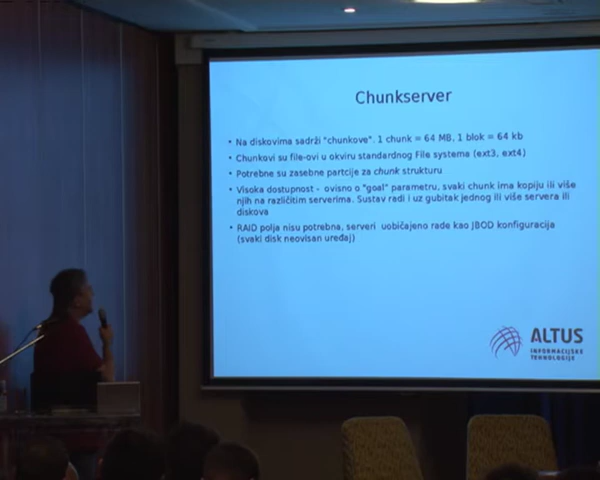 Chunkserver
• Na diskovima sadrži "chunkove". 1 chunk = 64 MB, 1 blok = 64 kb
• Chunkovi su file-ovi u okviru standardnog File systema (ext3, ext4)
• Potrebne su zasebne partcije za chunk strukturu
• Visoka dostupnost - ovisno o "goal" parametru, svaki chunk ima kopiju ili više
njih na različitim serverima. Sustav radi i uz gubitak jednog ili više servera ili
diskova
• RAID polja nisu potrebna, serveri uobičajeno rade kao JBOD konfiguracija
(svaki disk neovisan uređaj)
ALTUS
INFORMACIJSKE
TEHNOLOGIJE